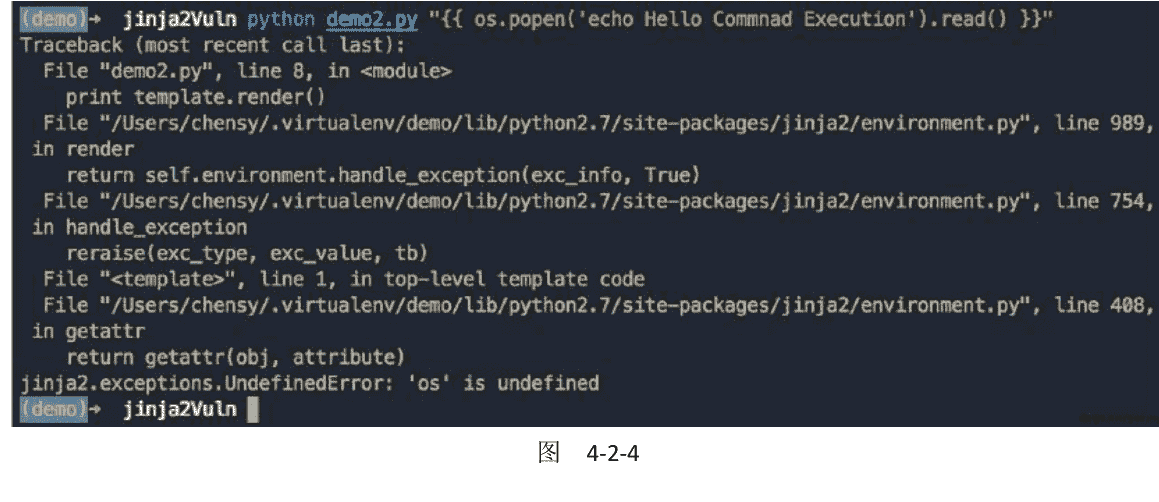 (demo)→ jinja2Vuln python demo2.py "{{ os.popen('echo Hello Commnad Execution').read() }}"
Traceback (most recent call last):
File "demo2.py", line 8, in <module>
print template.render()
File "/Users/chensy/.virtualenv/demo/lib/python2.7/site-packages/jinja2/environment.py", line 989,
in render
return self.environment.handle_exception(exc_info, True)
File "/Users/chensy/.virtualenv/demo/lib/python2.7/site-packages/jinja2/environment.py", line 754,
in handle_exception
reraise(exc_type, exc_value, tb)
File "<template>", line 1, in top-level template code
File "/Users/chensy/.virtualenv/demo/lib/python2.7/site-packages/jinja2/environment.py", line 408,
in getattr
return getattr(obj, attribute)
jinja2.exceptions.UndefinedError: 'os' is undefined
(demo)→ jinja2Vuln
图 4-2-4